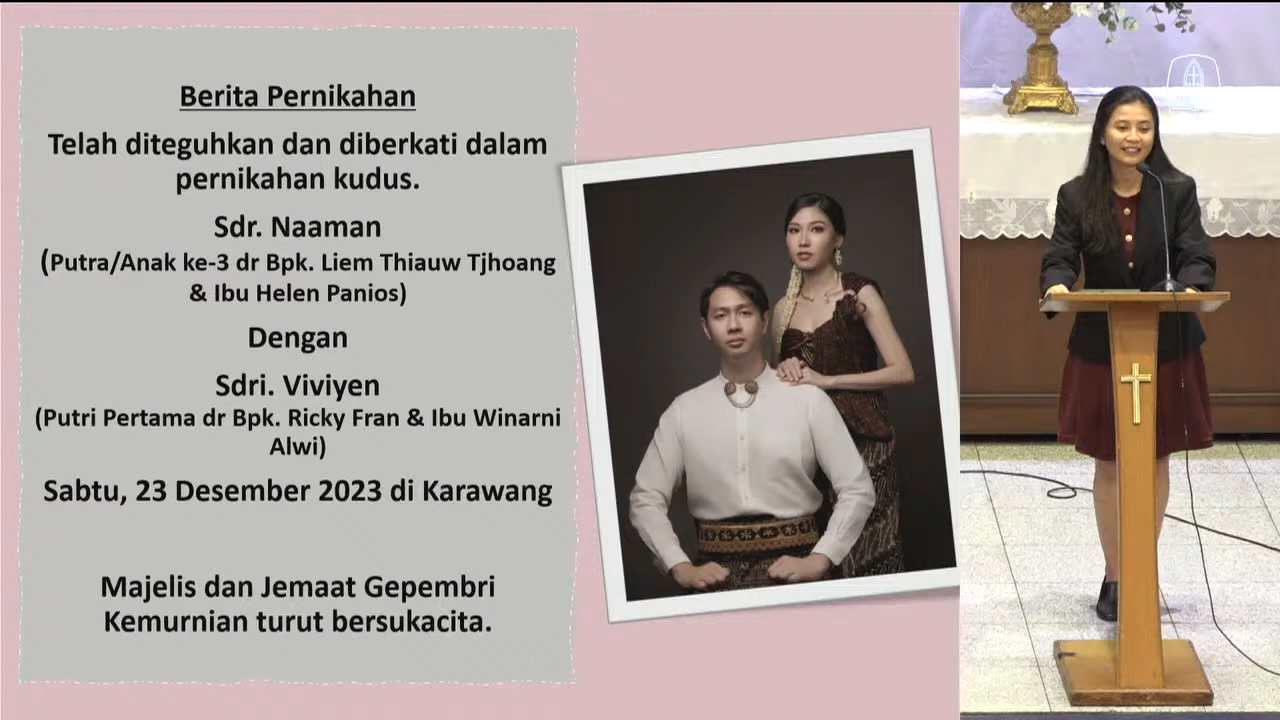 Berita Pernikahan
Telah diteguhkan dan diberkati dalam
pernikahan kudus.
Sdr. Naaman
(Putra/Anak ke-3 dr Bpk. Liem Thiauw Tjhoang
& Ibu Helen Panios)
Dengan
Sdri. Viviyen
(Putri Pertama dr Bpk. Ricky Fran & Ibu Winarni
Alwi)
Sabtu, 23 Desember 2023 di Karawang
Majelis dan Jemaat Gepembri
Kemurnian turut bersukacita.